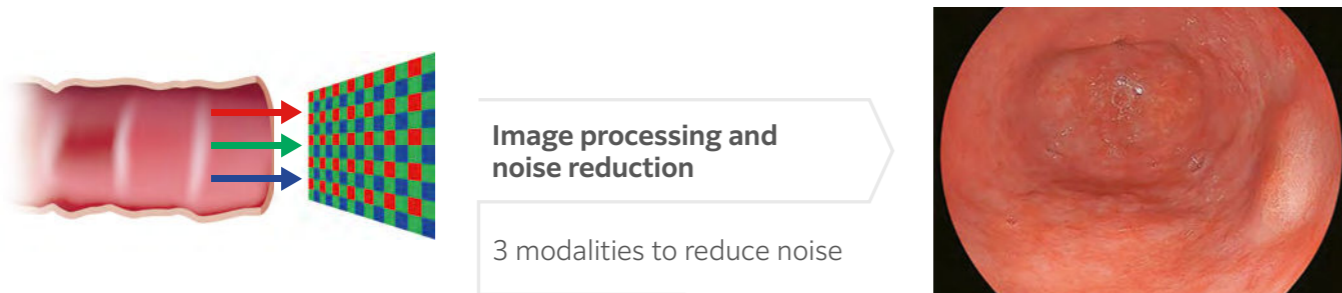 Image processing and
noise reduction
3 modalities to reduce noise